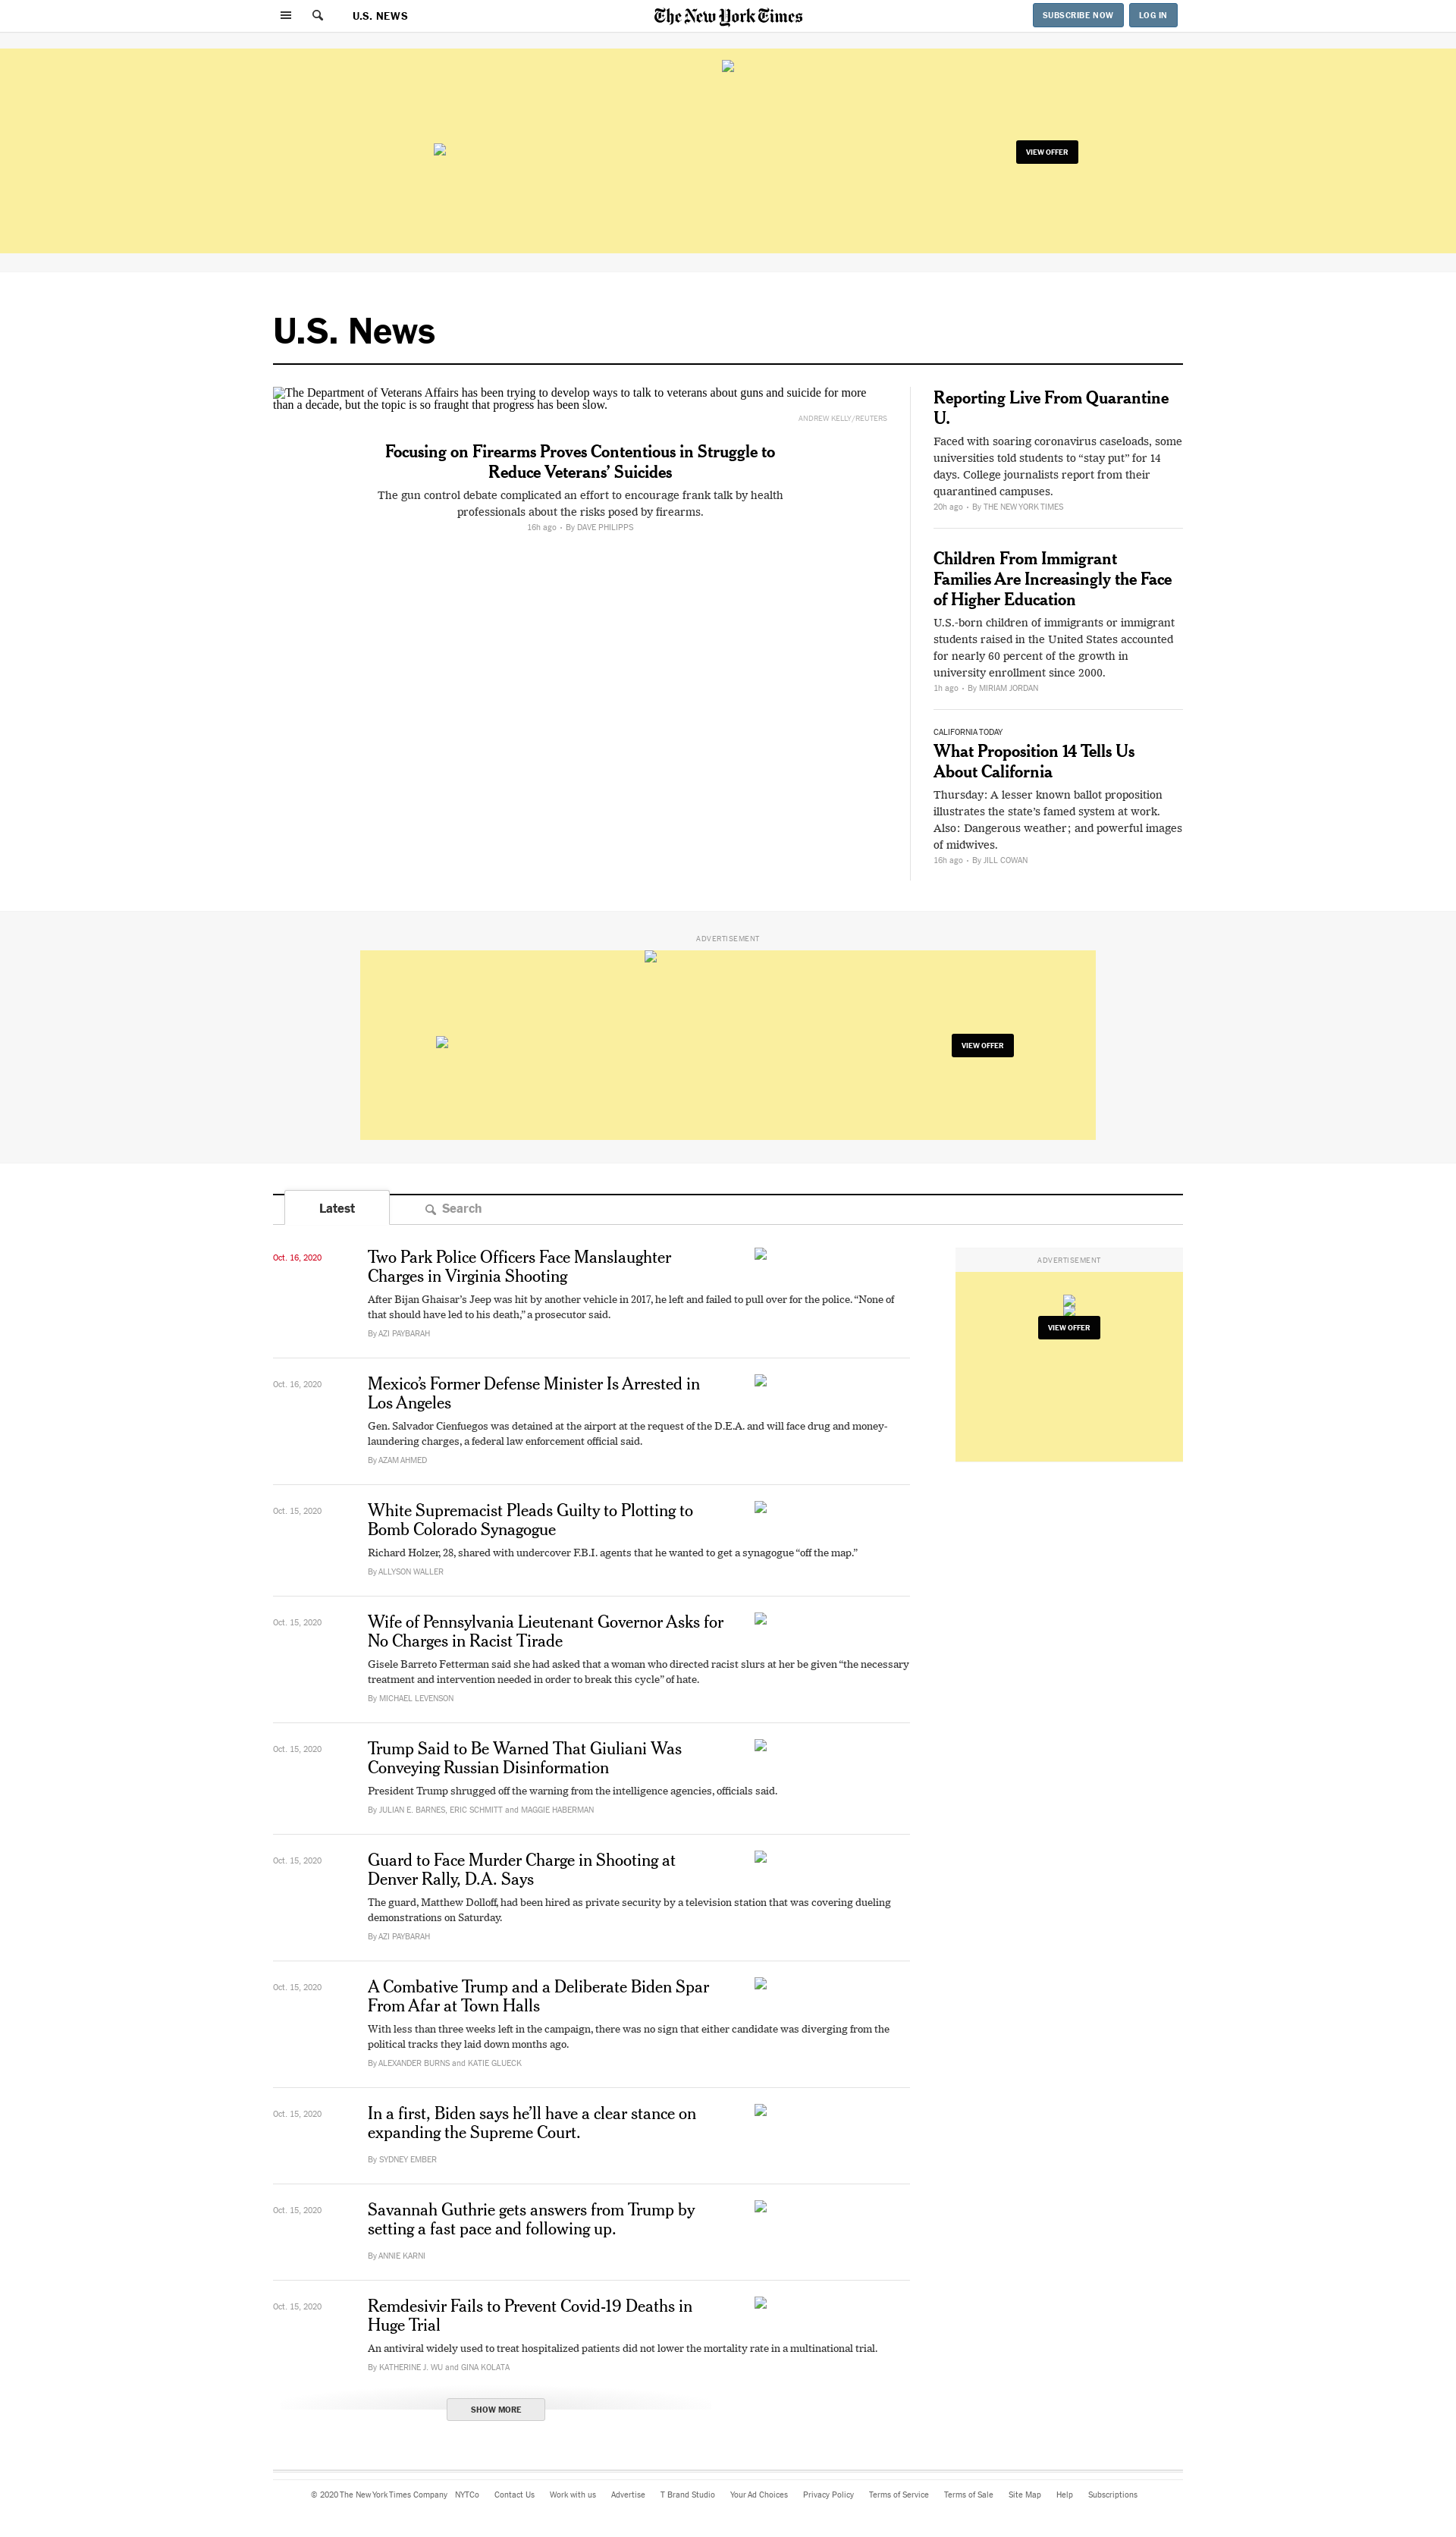 U.S. NEWS
The New York Times
SUBSCRIBE NOW
LOG IN
VIEW OFFER
U.S. News
The Department of Veterans Affairs has been trying to develop ways to talk to veterans about guns and suicide for more
than a decade, but the topic is so fraught that progress has been slow.
ANDREW KELLY/REUTERS
Focusing on Firearms Proves Contentious in Struggle to
Reduce Veterans’ Suicides
The gun control debate complicated an effort to encourage frank talk by health
professionals about the risks posed by firearms.
16h ago • By DAVE PHILIPPS
Reporting Live From Quarantine
U.
Faced with soaring coronavirus caseloads, some
universities told students to “stay put” for 14
days. College journalists report from their
quarantined campuses.
20h ago • By THE NEW YORK TIMES
Children From Immigrant
Families Are Increasingly the Face
of Higher Education
U.S.-born children of immigrants or immigrant
students raised in the United States accounted
for nearly 60 percent of the growth in
university enrollment since 2000.
1h ago • By MIRIAM JORDAN
CALIFORNIA TODAY
What Proposition 14 Tells Us
About California
Thursday: A lesser known ballot proposition
illustrates the state’s famed system at work.
Also: Dangerous weather; and powerful images
of midwives.
16h ago • By JILL COWAN
ADVERTISEMENT
VIEW OFFER
Latest
Search
Oct. 16, 2020
Two Park Police Officers Face Manslaughter
Charges in Virginia Shooting
After Bijan Ghaisar’s Jeep was hit by another vehicle in 2017, he left and failed to pull over for the police. “None of
that should have led to his death,” a prosecutor said.
By AZI PAYBARAH
ADVERTISEMENT
VIEW OFFER
Oct. 16, 2020
Mexico’s Former Defense Minister Is Arrested in
Los Angeles
Gen. Salvador Cienfuegos was detained at the airport at the request of the D.E.A. and will face drug and money-
laundering charges, a federal law enforcement official said.
By AZAM AHMED
Oct. 15, 2020
White Supremacist Pleads Guilty to Plotting to
Bomb Colorado Synagogue
Richard Holzer, 28, shared with undercover F.B.I. agents that he wanted to get a synagogue “off the map.”
By ALLYSON WALLER
Oct. 15, 2020
Wife of Pennsylvania Lieutenant Governor Asks for
No Charges in Racist Tirade
Gisele Barreto Fetterman said she had asked that a woman who directed racist slurs at her be given “the necessary
treatment and intervention needed in order to break this cycle” of hate.
By MICHAEL LEVENSON
Oct. 15, 2020
Trump Said to Be Warned That Giuliani Was
Conveying Russian Disinformation
President Trump shrugged off the warning from the intelligence agencies, officials said.
By JULIAN E. BARNES, ERIC SCHMITT and MAGGIE HABERMAN
Oct. 15, 2020
Guard to Face Murder Charge in Shooting at
Denver Rally, D.A. Says
The guard, Matthew Dolloff, had been hired as private security by a television station that was covering dueling
demonstrations on Saturday.
By AZI PAYBARAH
Oct. 15, 2020
A Combative Trump and a Deliberate Biden Spar
From Afar at Town Halls
With less than three weeks left in the campaign, there was no sign that either candidate was diverging from the
political tracks they laid down months ago.
By ALEXANDER BURNS and KATIE GLUECK
Oct. 15, 2020
In a first, Biden says he’ll have a clear stance on
expanding the Supreme Court.
By SYDNEY EMBER
Oct. 15, 2020
Savannah Guthrie gets answers from Trump by
setting a fast pace and following up.
By ANNIE KARNI
Oct. 15, 2020
Remdesivir Fails to Prevent Covid-19 Deaths in
Huge Trial
An antiviral widely used to treat hospitalized patients did not lower the mortality rate in a multinational trial.
By KATHERINE J. WU and GINA KOLATA
SHOW MORE
© 2020 The New York Times Company NYTCo Contact Us Work with us Advertise T Brand Studio Your Ad Choices Privacy Policy Terms of Service Terms of Sale Site Map Help Subscriptions